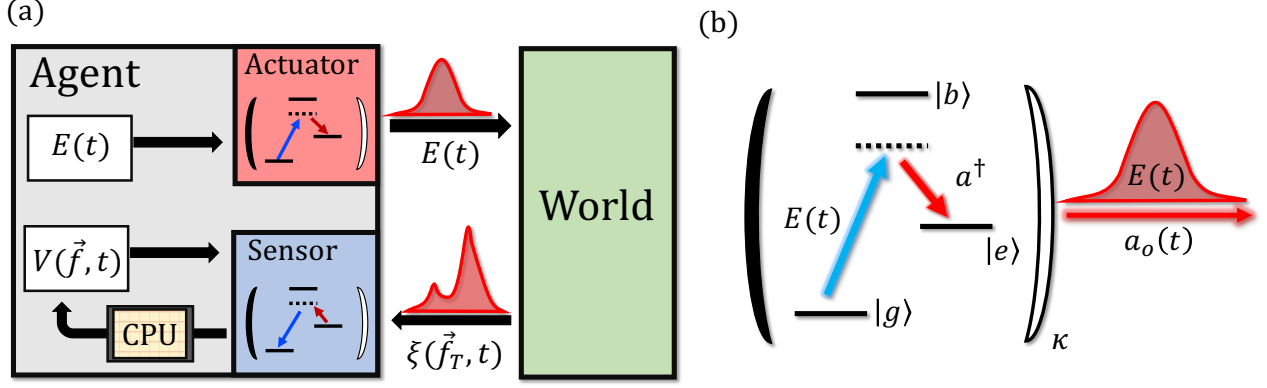 (a)
Agent
Actuator
E(t)
E(t)
World
V(f⃗, t)
Sensor
CPU
ξ(f⃗_T, t)
(b)
|b⟩
E(t)
a†
|e⟩
|g⟩
κ
E(t)
a_o(t)